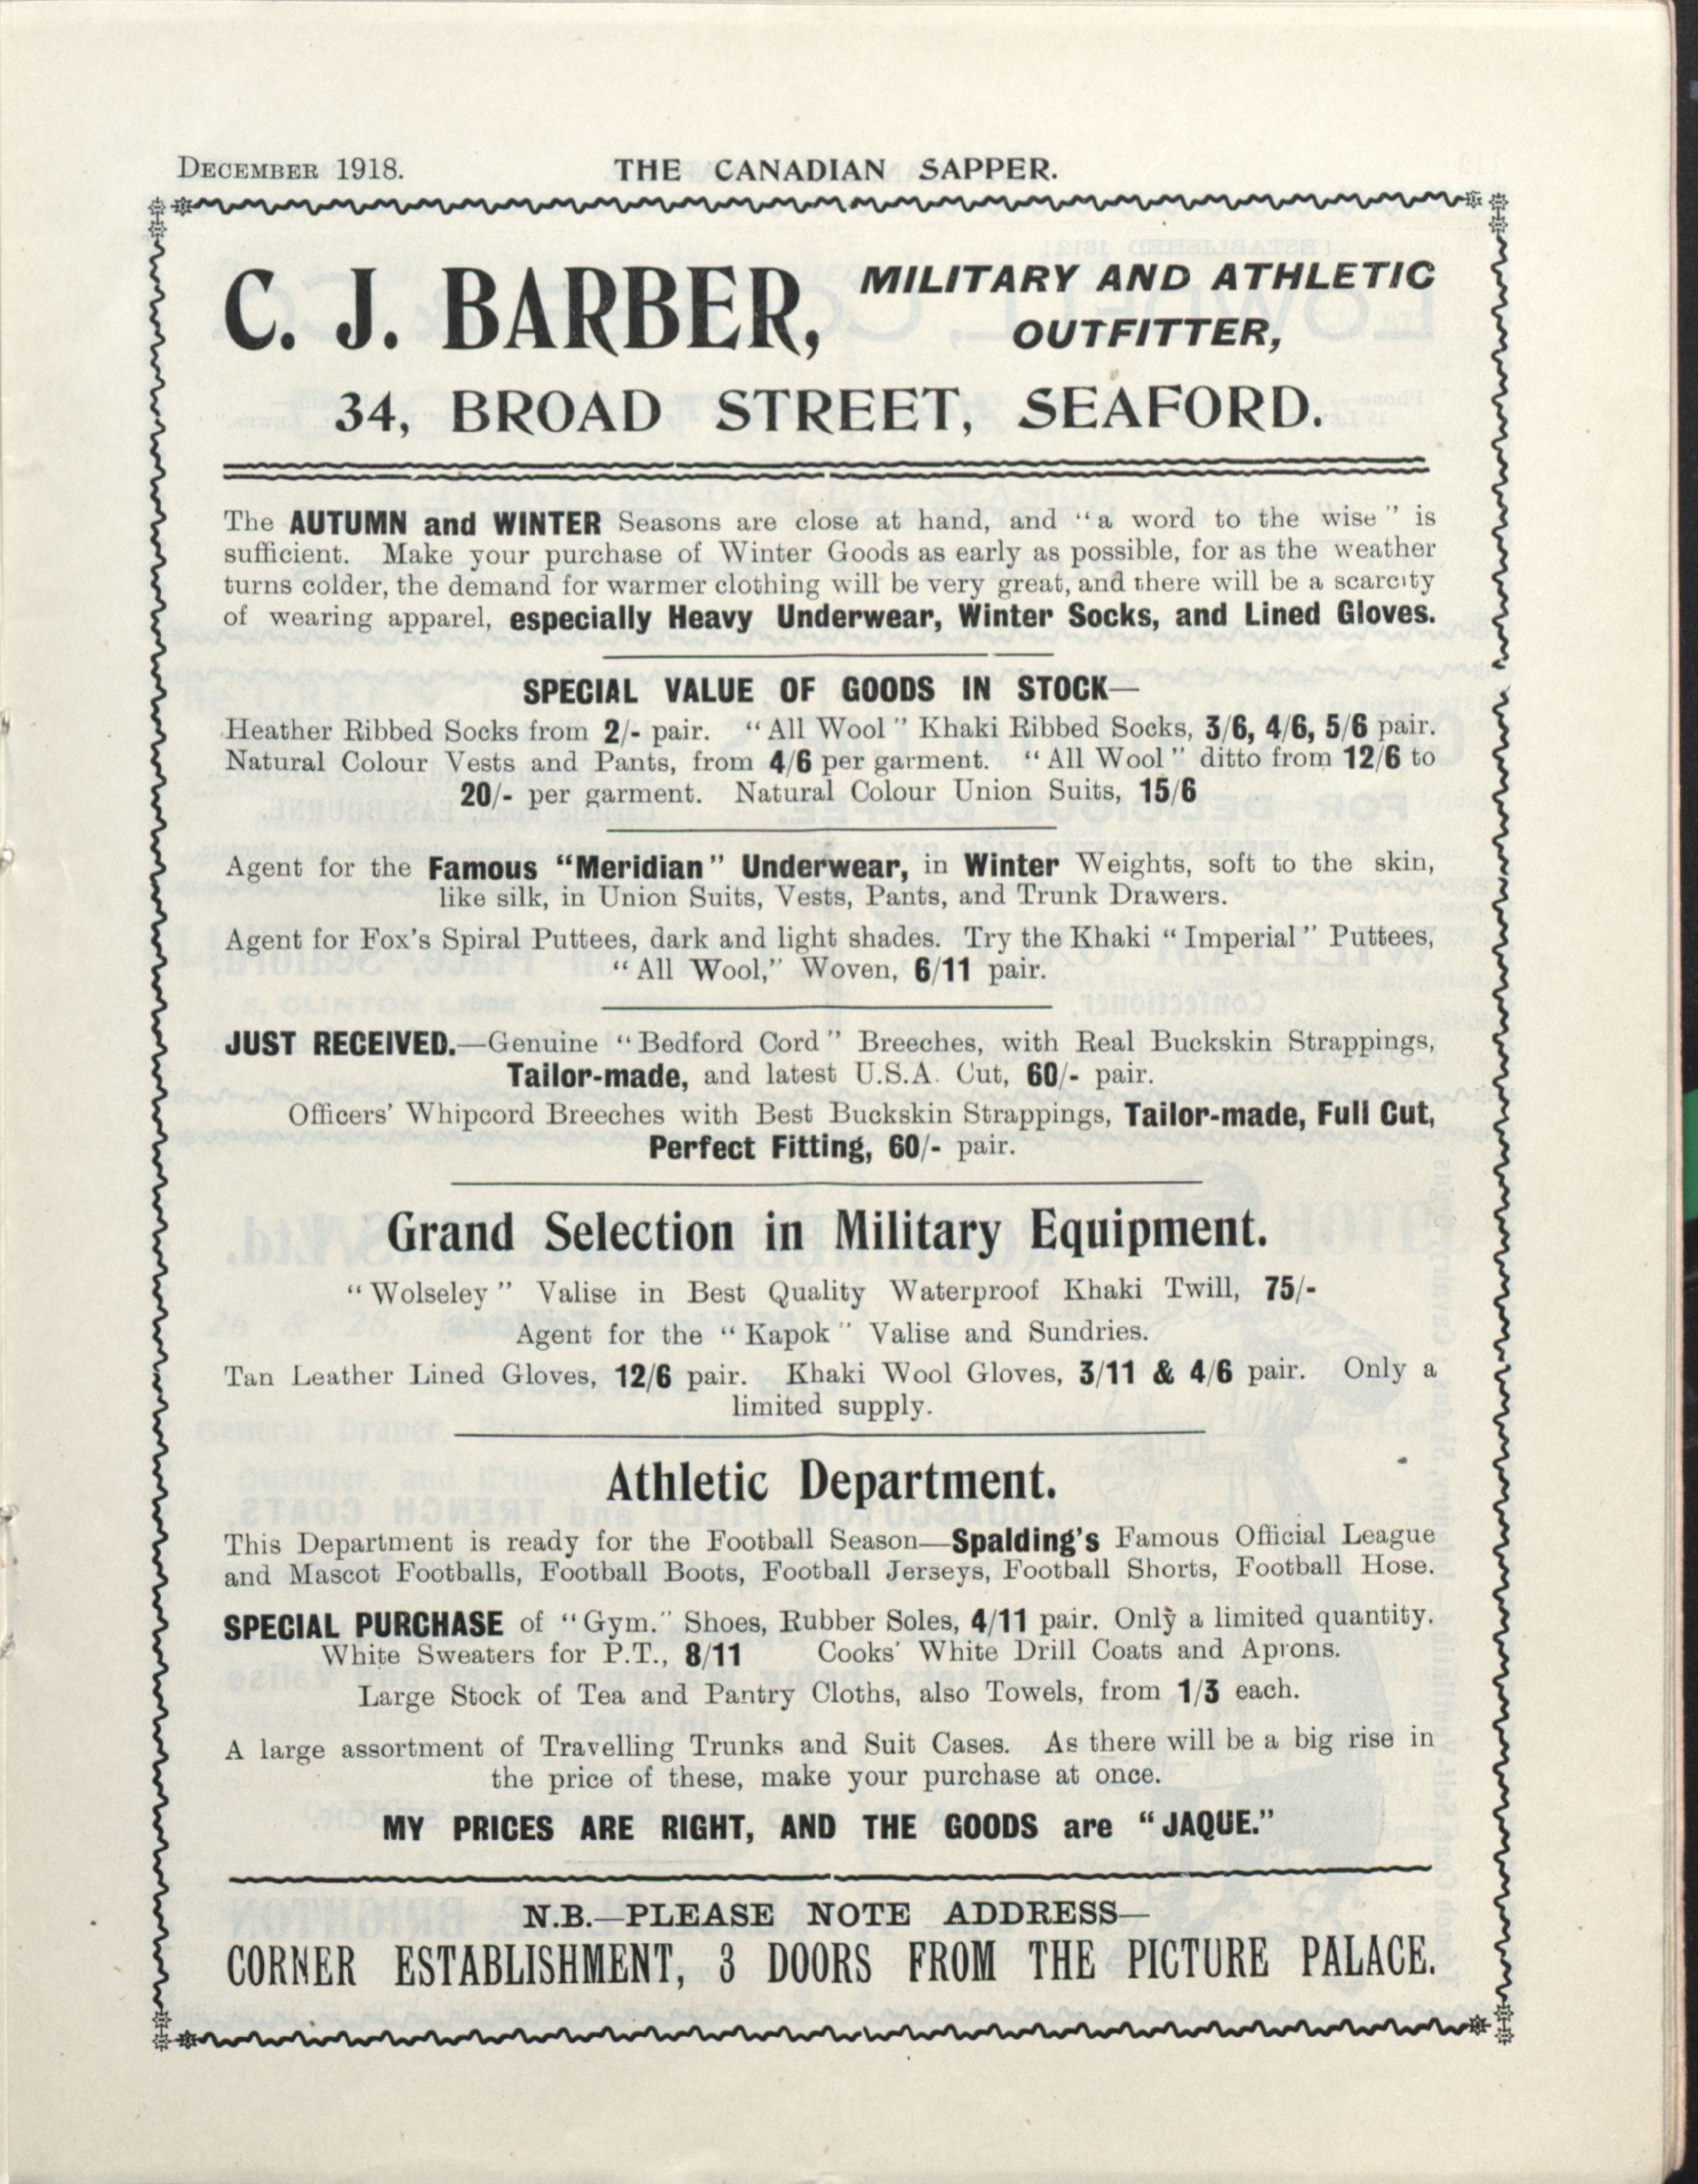 DECEMBER 1918. THE CANADIAN SAPPER.
C. J. BARBER, MILITARY AND ATHLETIC
OUTFITTER,
34, BROAD STREET, SEAFORD.
The AUTUMN and WINTER Seasons are close at hand, and "a word to the wise" is
sufficient. Make your purchase of Winter Goods as early as possible, for as the weather
turns colder, the demand for warmer clothing will be very great, and there will be a scarcity
of wearing apparel, especially Heavy Underwear, Winter Socks, and Lined Gloves.
SPECIAL VALUE OF GOODS IN STOCK—
Heather Ribbed Socks from 2/- pair. "All Wool" Khaki Ribbed Socks, 3/6, 4/6, 5/6 pair.
Natural Colour Vests and Pants, from 4/6 per garment. "All Wool" ditto from 12/6 to
20/- per garment. Natural Colour Union Suits, 15/6
Agent for the Famous "Meridian" Underwear, in Winter Weights, soft to the skin,
like silk, in Union Suits, Vests, Pants, and Trunk Drawers.
Agent for Fox's Spiral Puttees, dark and light shades. Try the Khaki "Imperial" Puttees,
"All Wool," Woven, 6/11 pair.
JUST RECEIVED.—Genuine "Bedford Cord" Breeches, with Real Buckskin Strappings,
Tailor-made, and latest U.S.A. Cut, 60/- pair.
Officers' Whipcord Breeches with Best Buckskin Strappings, Tailor-made, Full Cut,
Perfect Fitting, 60/- pair.
Grand Selection in Military Equipment.
"Wolseley" Valise in Best Quality Waterproof Khaki Twill, 75/-
Agent for the "Kapok" Valise and Sundries.
Tan Leather Lined Gloves, 12/6 pair. Khaki Wool Gloves, 3/11 & 4/6 pair. Only a
limited supply.
Athletic Department.
This Department is ready for the Football Season—Spalding's Famous Official League
and Mascot Footballs, Football Boots, Football Jerseys, Football Shorts, Football Hose.
SPECIAL PURCHASE of "Gym." Shoes, Rubber Soles, 4/11 pair. Only a limited quantity.
White Sweaters for P.T., 8/11 Cooks' White Drill Coats and Aprons.
Large Stock of Tea and Pantry Cloths, also Towels, from 1/3 each.
A large assortment of Travelling Trunks and Suit Cases. As there will be a big rise in
the price of these, make your purchase at once.
MY PRICES ARE RIGHT, AND THE GOODS are "JAQUE."
N.B.—PLEASE NOTE ADDRESS—
CORNER ESTABLISHMENT, 3 DOORS FROM THE PICTURE PALACE.